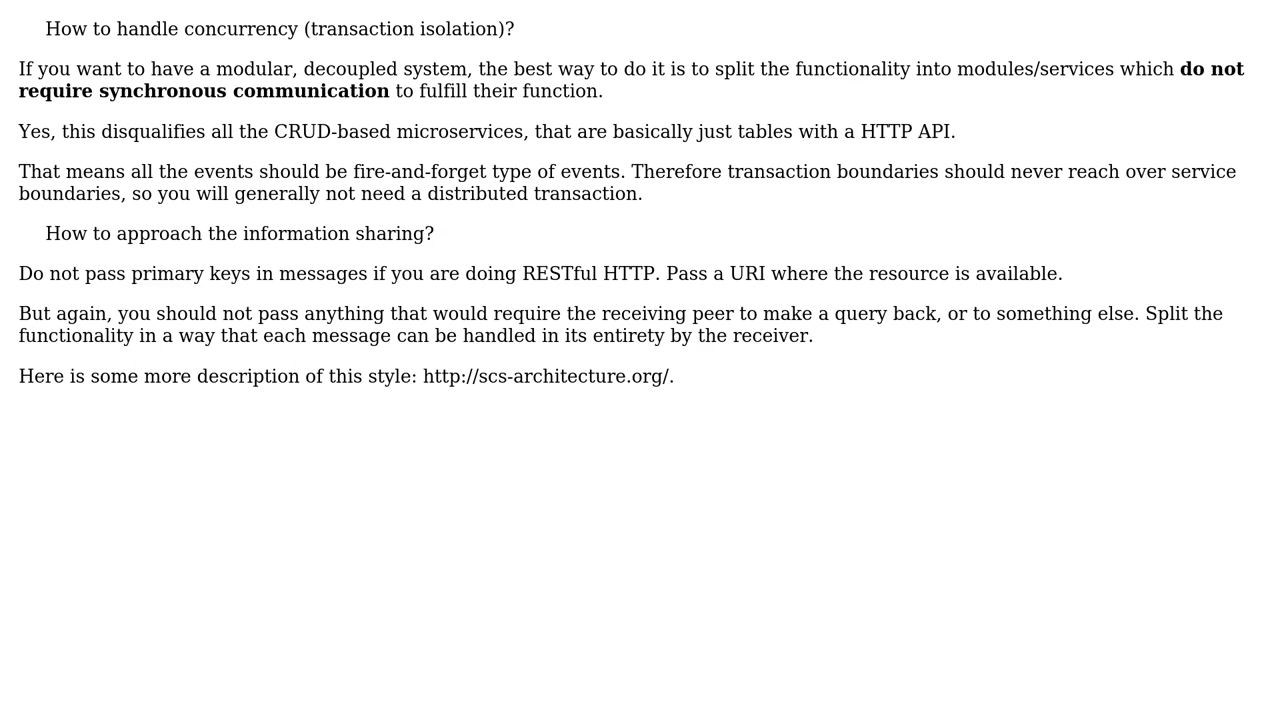 How to handle concurrency (transaction isolation)?
If you want to have a modular, decoupled system, the best way to do it is to split the functionality into modules/services which do not
require synchronous communication to fulfill their function.
Yes, this disqualifies all the CRUD-based microservices, that are basically just tables with a HTTP API.
That means all the events should be fire-and-forget type of events. Therefore transaction boundaries should never reach over service
boundaries, so you will generally not need a distributed transaction.
How to approach the information sharing?
Do not pass primary keys in messages if you are doing RESTful HTTP. Pass a URI where the resource is available.
But again, you should not pass anything that would require the receiving peer to make a query back, or to something else. Split the
functionality in a way that each message can be handled in its entirety by the receiver.
Here is some more description of this style: http://scs-architecture.org/.